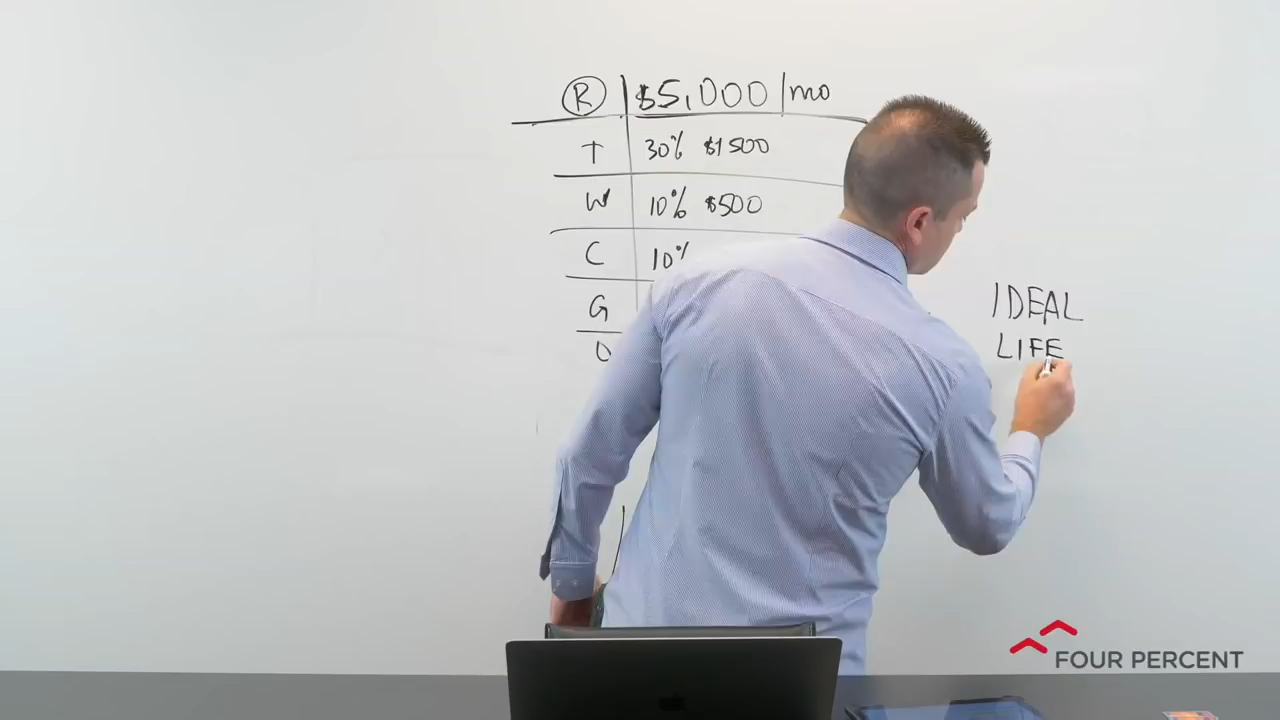 R $5,000/mo
T 30% $1500
W 10% $500
C 10%
G
IDEAL
LIFE
FOUR PERCENT